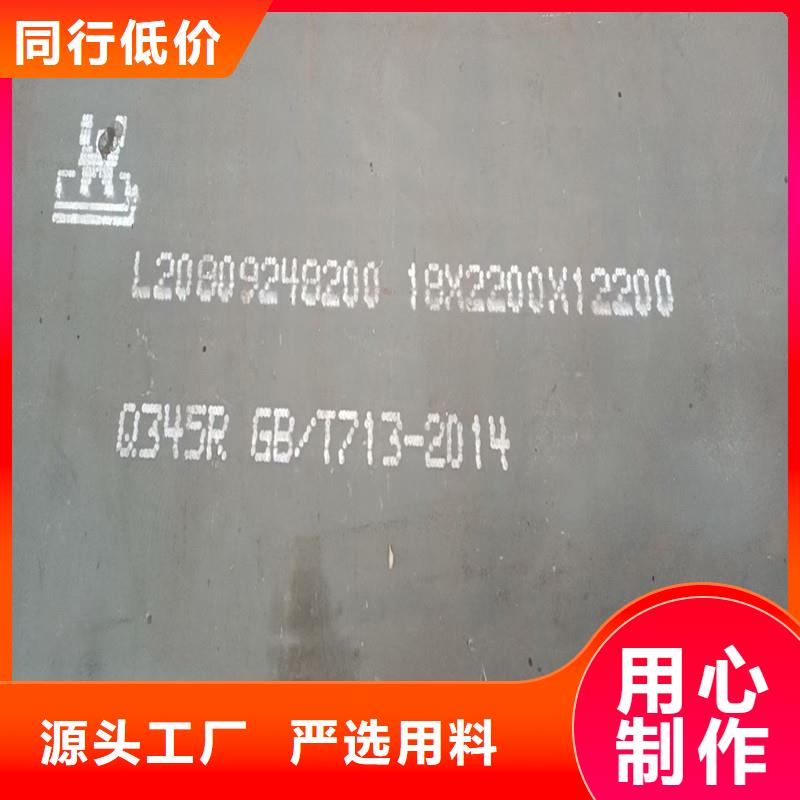 同行低价
L20809248200 18X2200X12200
Q345R GB/T713-2014
用心
制作
源头工厂 严选用料